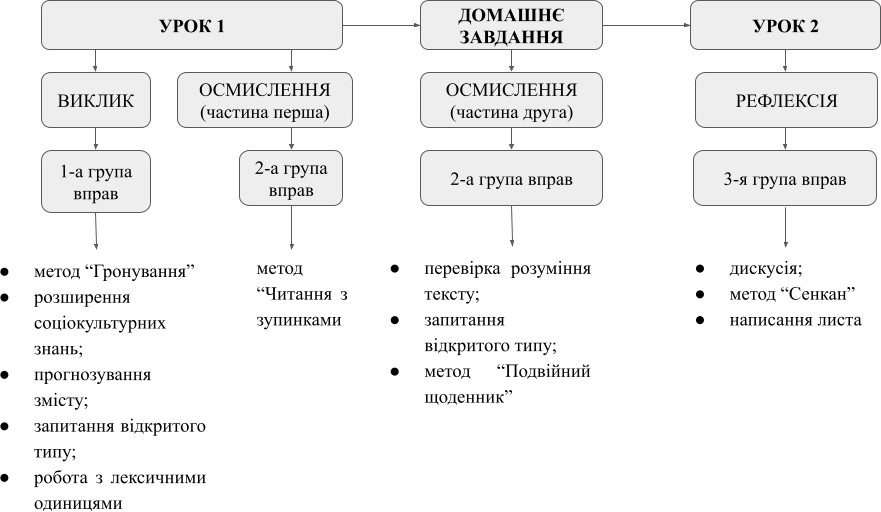 УРОК 1
ДОМАШНЄ
ЗАВДАННЯ
УРОК 2
ВИКЛИК
ОСМИСЛЕННЯ
(частина перша)
ОСМИСЛЕННЯ
(частина друга)
РЕФЛЕКСІЯ
1-а група
вправ
2-а група
вправ
2-а група вправ
3-я група вправ
● метод “Гронування”
● розширення
соціокультурних
знань;
● прогнозування
змісту;
● запитання відкритого
типу;
● робота з лексичними
одиницями
метод
“Читання з
зупинками
● перевірка розуміння
тексту;
● запитання
відкритого типу;
● метод “Подвійний
щоденник”
● дискусія;
● метод “Сенкан”
● написання листа